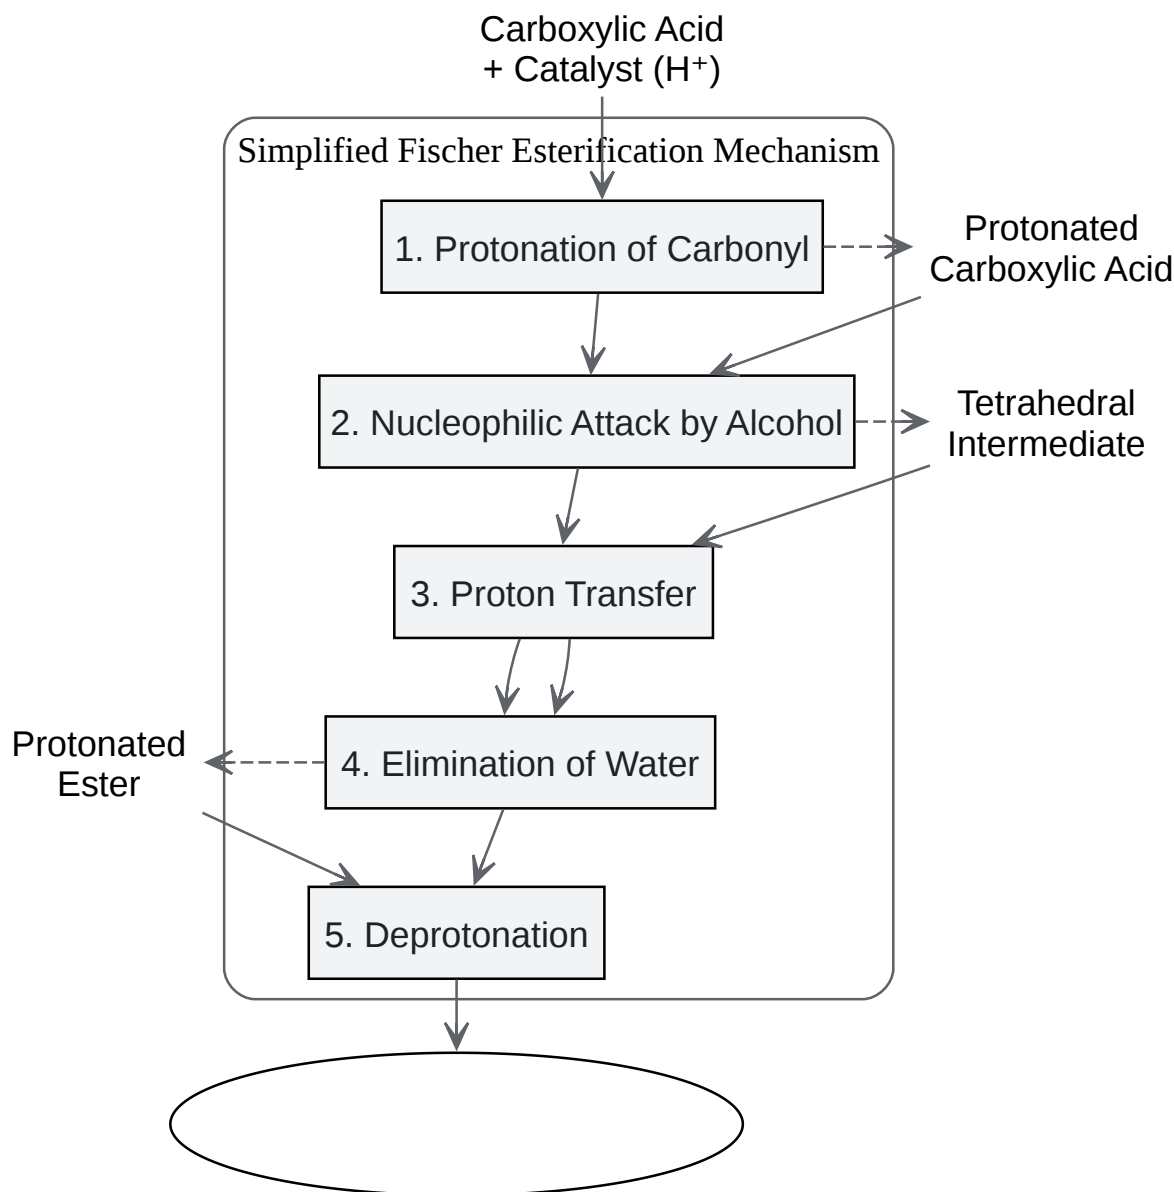 Carboxylic Acid
+ Catalyst (H⁺)
Simplified Fischer Esterification Mechanism
1. Protonation of Carbonyl
Protonated
Carboxylic Acid
2. Nucleophilic Attack by Alcohol
Tetrahedral
Intermediate
3. Proton Transfer
4. Elimination of Water
Protonated
Ester
5. Deprotonation